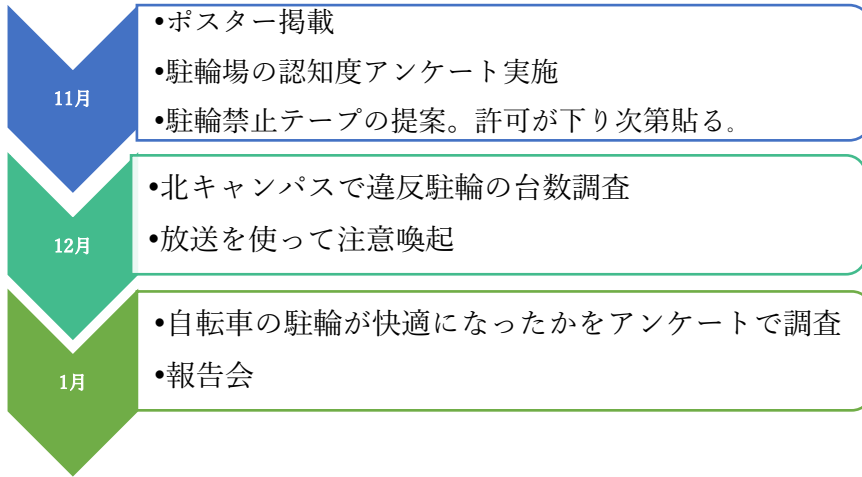 11月
•ポスター掲載
•駐輪場の認知度アンケート実施
•駐輪禁止テープの提案。許可が下り次第貼る。
12月
•北キャンパスで違反駐輪の台数調査
•放送を使って注意喚起
1月
•自転車の駐輪が快適になったかをアンケートで調査
•報告会